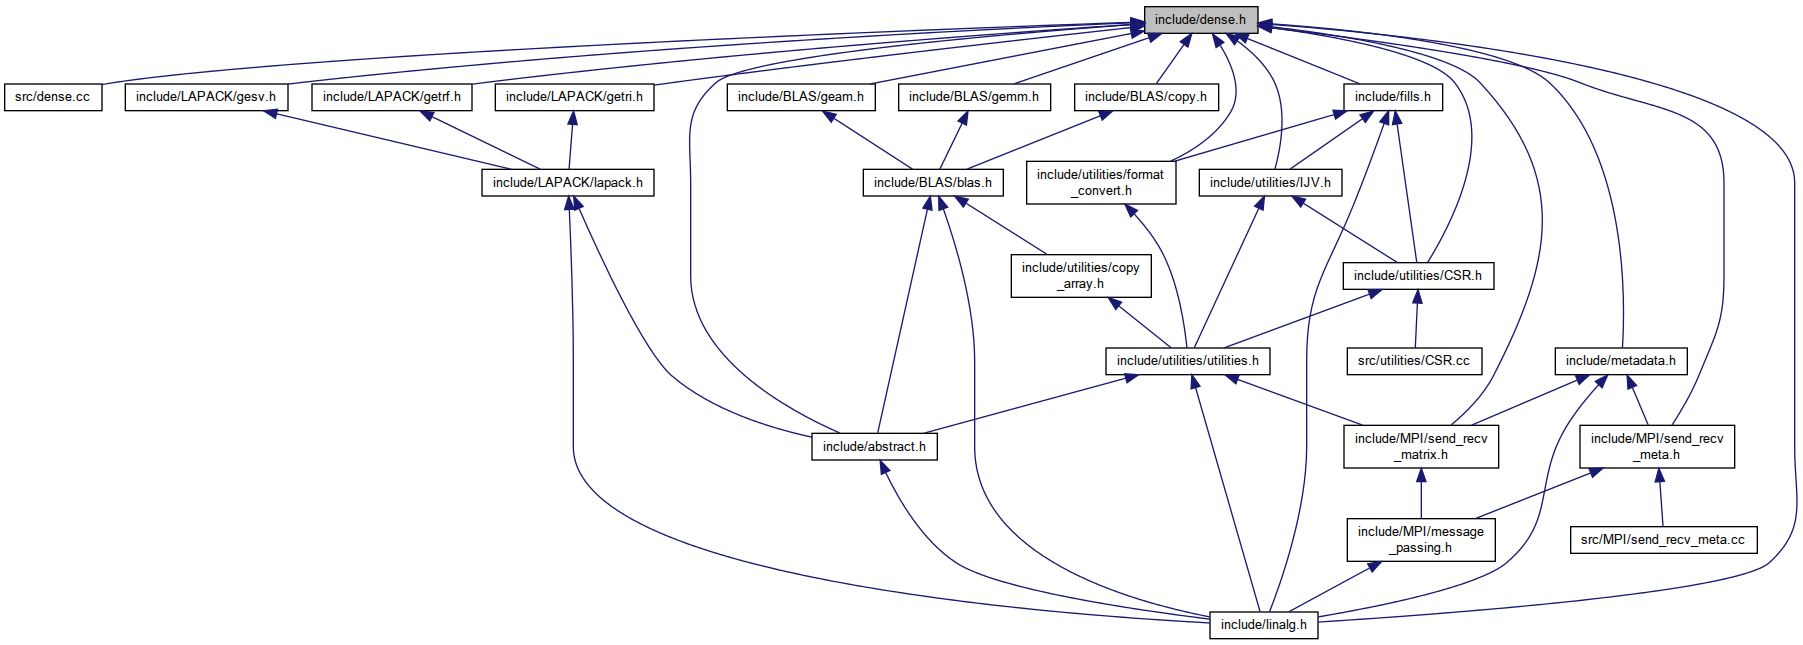 include/dense.h
src/dense.cc
include/LAPACK/gesv.h
include/LAPACK/getrf.h
include/LAPACK/getri.h
include/BLAS/geam.h
include/BLAS/gemm.h
include/BLAS/copy.h
include/fills.h
include/LAPACK/lapack.h
include/BLAS/blas.h
include/utilities/format
_convert.h
include/utilities/IJV.h
include/utilities/copy
_array.h
include/utilities/CSR.h
include/utilities/utilities.h
src/utilities/CSR.cc
include/metadata.h
include/abstract.h
include/MPI/send_recv
_matrix.h
include/MPI/send_recv
_meta.h
include/MPI/message
_passing.h
src/MPI/send_recv_meta.cc
include/linalg.h